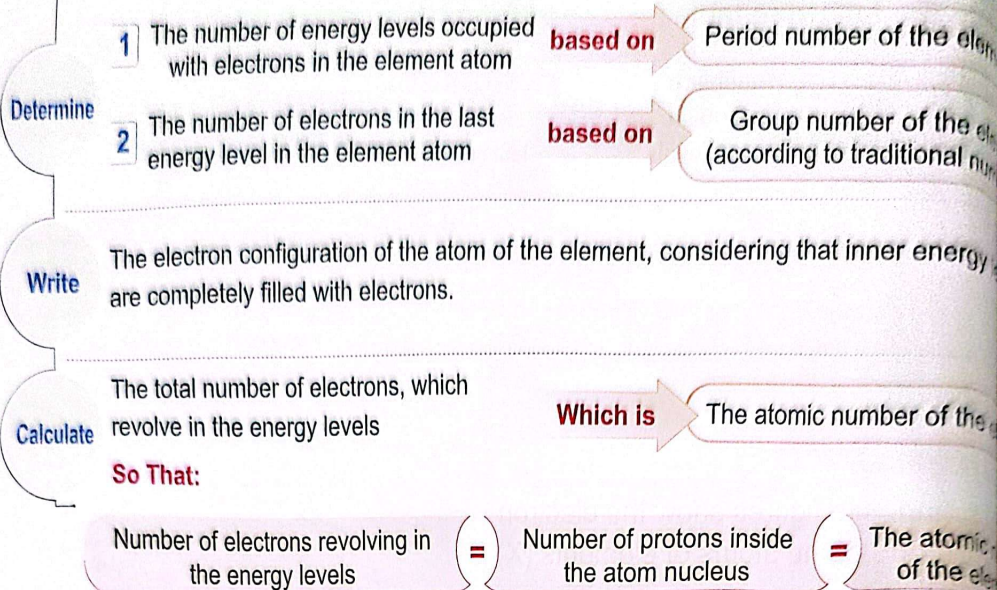 Determine
1 The number of energy levels occupied
with electrons in the element atom
based on
Period number of the
2 The number of electrons in the last
energy level in the element atom
based on
Group number of the
(according to traditional
Write
The electron configuration of the atom of the element, considering that inner energy
are completely filled with electrons.
Calculate
The total number of electrons, which
revolve in the energy levels
Which is
The atomic number of the
So That:
Number of electrons revolving in
the energy levels
=
Number of protons inside
the atom nucleus
=
The atomic
of the